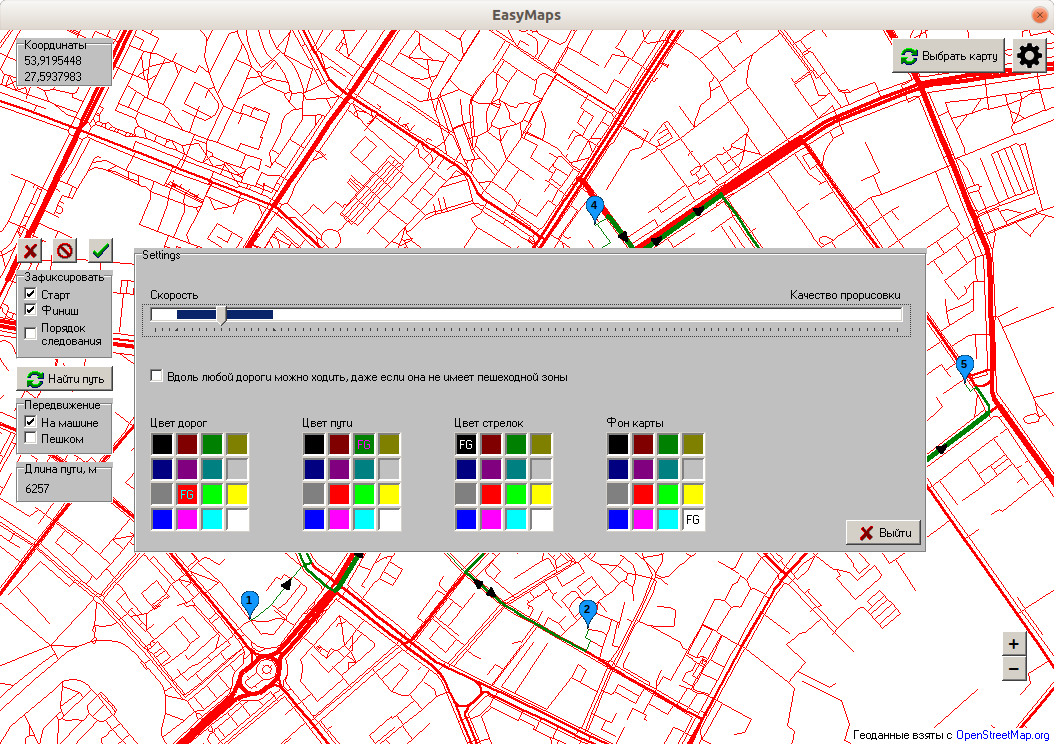 EasyMaps
Координаты
53,9195448
27,5937983
Выбрать карту
4
Зафиксировать
Старт
Финиш
Порядок
следования
Найти путь
Передвижение
На машине
Пешком
Длина пути, м
6257
Settings
Скорость
Качество прорисовки
Вдоль любой дороги можно ходить, даже если она не имеет пешеходной зоны
Цвет дорог
Цвет пути
Цвет стрелок
Фон карты
FG
FG
FG
FG
Выйти
5
1
2
+
−
Геоданные взяты с OpenStreetMap.org